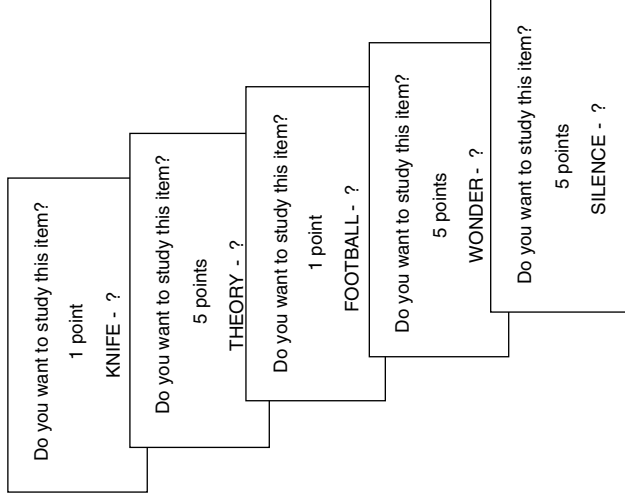 Do you want to study this item?
1 point
KNIFE - ?
Do you want to study this item?
5 points
THEORY - ?
Do you want to study this item?
1 point
FOOTBALL - ?
Do you want to study this item?
5 points
WONDER - ?
Do you want to study this item?
5 points
SILENCE - ?